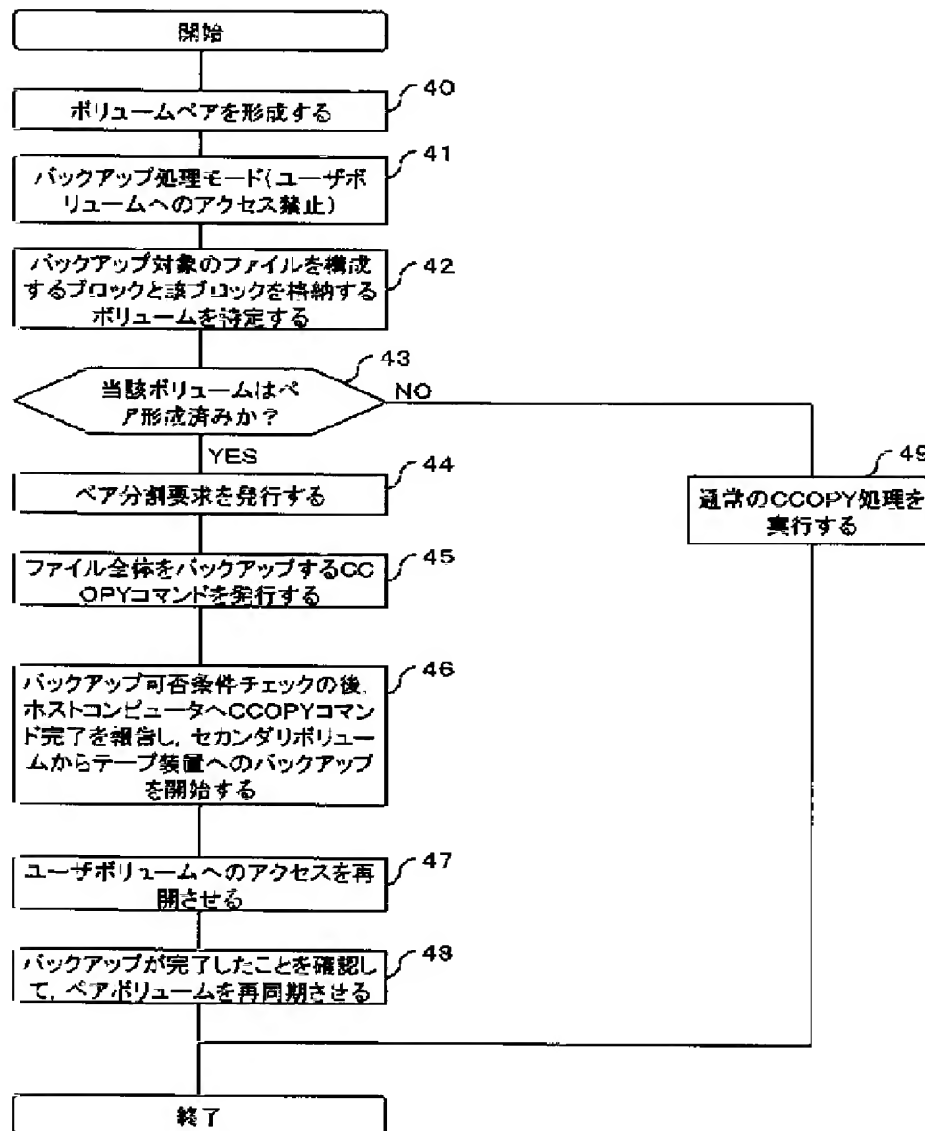 開始
40
ボリュームペアを形成する
41
バックアップ処理モード(ユーザボ
リュームへのアクセス禁止)
42
バックアップ対象のファイルを構成
するブロックと該ブロックを格納する
ボリュームを特定する
43
当該ボリュームはペ
ア形成済みか?
NO
YES
44
ペア分割要求を発行する
49
通常のCCOPY処理を
実行する
45
ファイル全体をバックアップするCC
OPYコマンドを発行する
46
バックアップ可否条件チェックの後,
ホストコンピュータへCCOPYコマン
ド完了を報告し, セカンダリボリュー
ムからテープ装置へのバックアップ
を開始する
47
ユーザボリュームへのアクセスを再
開させる
48
バックアップが完了したことを確認し
て, ペアボリュームを再同期させる
終了